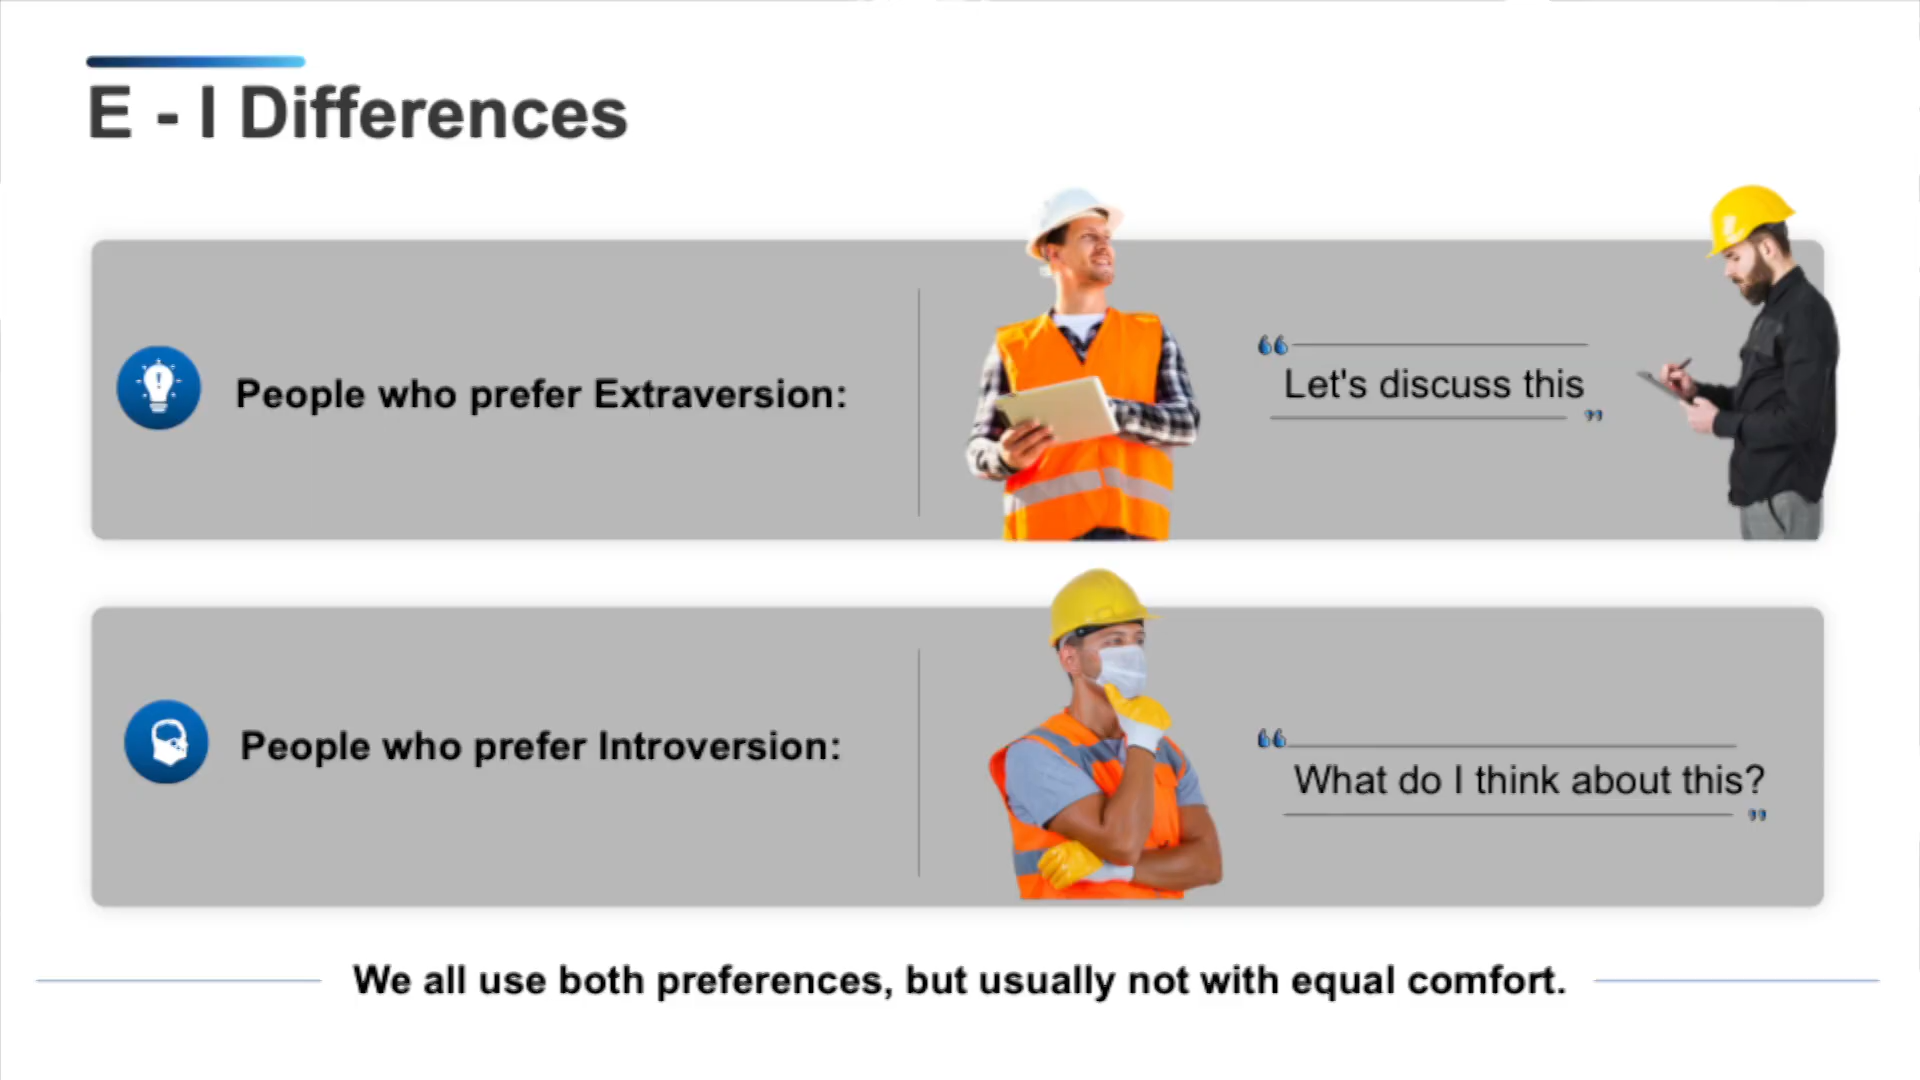 E - I Differences
People who prefer Extraversion:
“ Let's discuss this ”
People who prefer Introversion:
“ What do I think about this? ”
We all use both preferences, but usually not with equal comfort.